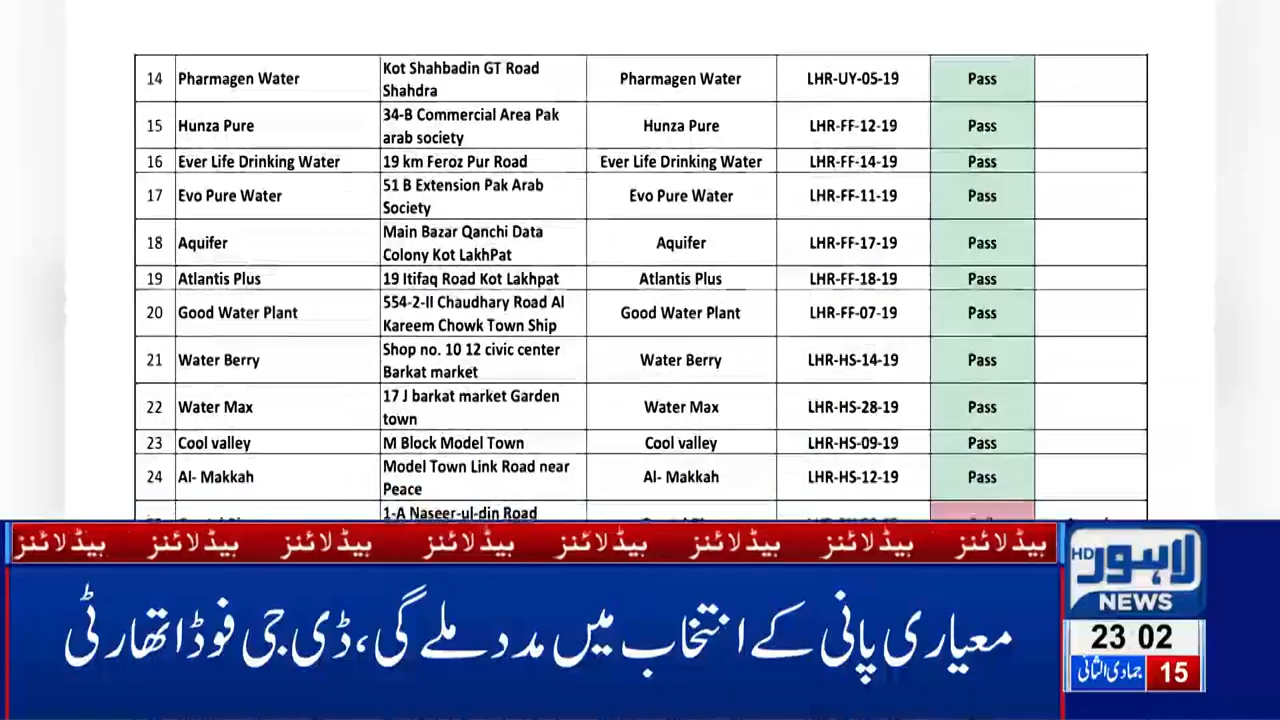 14 Pharmagen Water Kot Shahbadin GT Road Shahdra Pharmagen Water LHR-UY-05-19 Pass
15 Hunza Pure 34-B Commercial Area Pak arab society Hunza Pure LHR-FF-12-19 Pass
16 Ever Life Drinking Water 19 km Feroz Pur Road Ever Life Drinking Water LHR-FF-14-19 Pass
17 Evo Pure Water 51 B Extension Pak Arab Society Evo Pure Water LHR-FF-11-19 Pass
18 Aquifer Main Bazar Qanchi Data Colony Kot LakhPat Aquifer LHR-FF-17-19 Pass
19 Atlantis Plus 19 Itifaq Road Kot Lakhpat Atlantis Plus LHR-FF-18-19 Pass
20 Good Water Plant 554-2-II Chaudhary Road Al Kareem Chowk Town Ship Good Water Plant LHR-FF-07-19 Pass
21 Water Berry Shop no. 10 12 civic center Barkat market Water Berry LHR-HS-14-19 Pass
22 Water Max 17 J barkat market Garden town Water Max LHR-HS-28-19 Pass
23 Cool valley M Block Model Town Cool valley LHR-HS-09-19 Pass
24 Al- Makkah Model Town Link Road near Peace Al- Makkah LHR-HS-12-19 Pass
1-A Naseer-ul-din Road
ہیڈلائنز ہیڈلائنز ہیڈلائنز ہیڈلائنز ہیڈلائنز ہیڈلائنز ہیڈلائنز ہیڈلائنز
معیاری پانی کے انتخاب میں مدد ملے گی، ڈی جی فوڈ اتھارٹی
لاہور HD
NEWS
23 02
15 جمادی الثانی